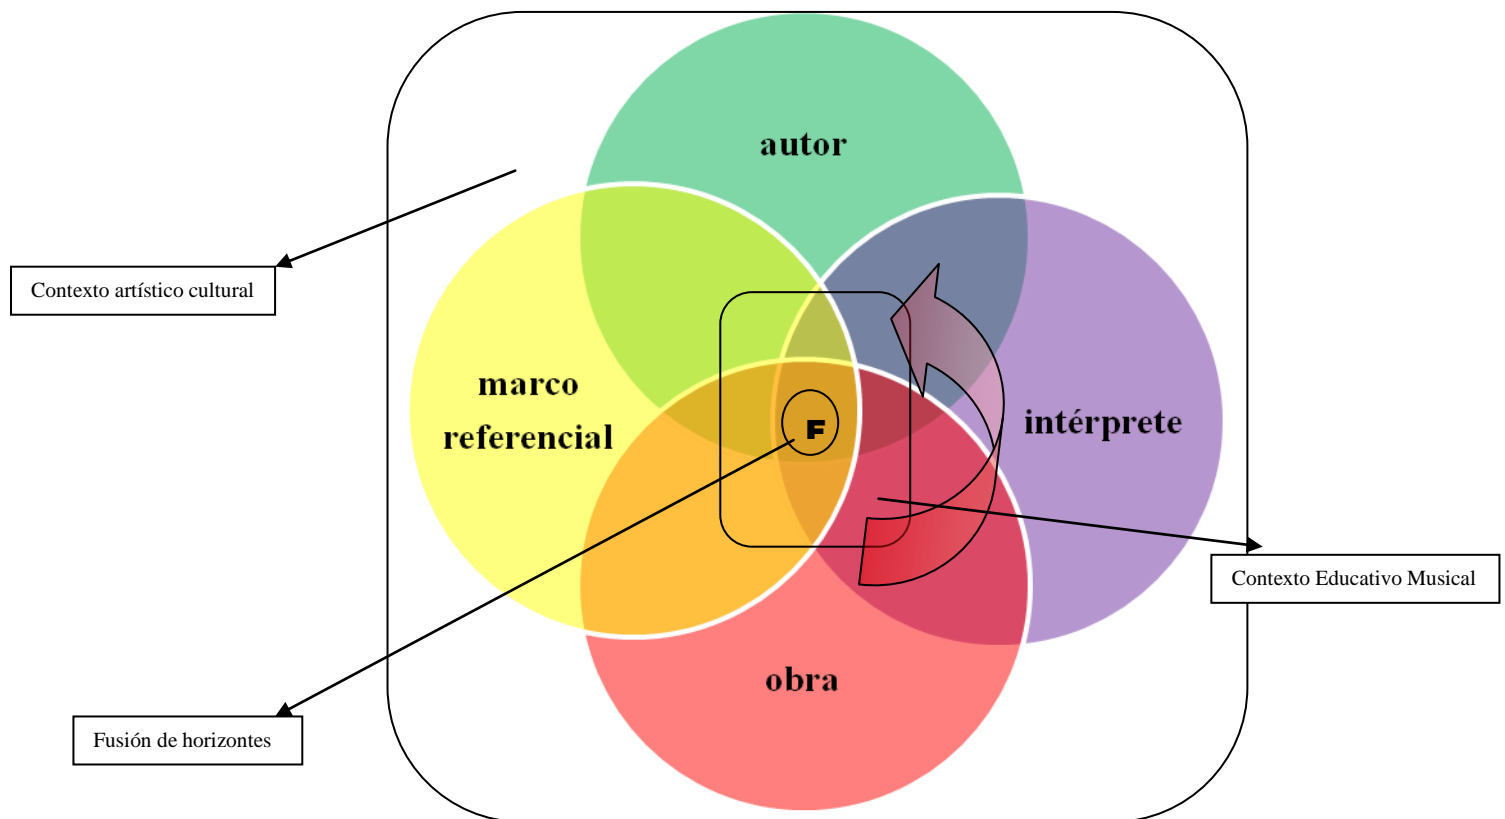 autor
Contexto artístico cultural
marco
referencial
intérprete
F
Contexto Educativo Musical
obra
Fusión de horizontes